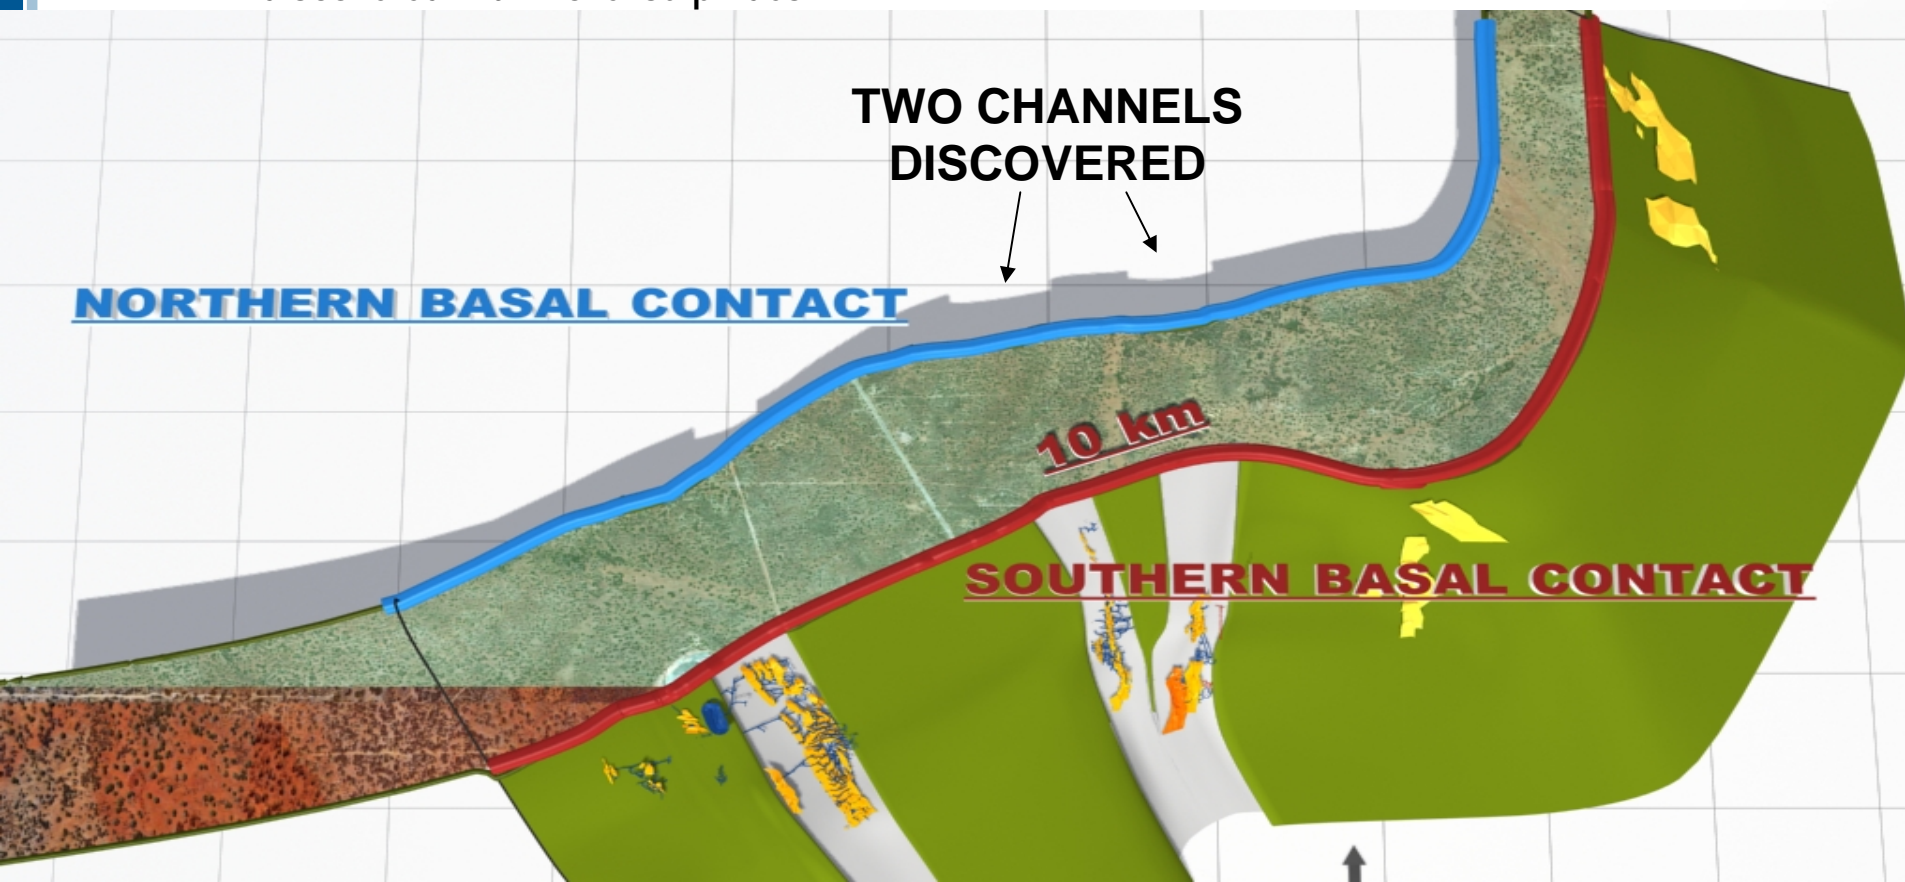 TWO CHANNELS
DISCOVERED
NORTHERN BASAL CONTACT
10 km
SOUTHERN BASAL CONTACT